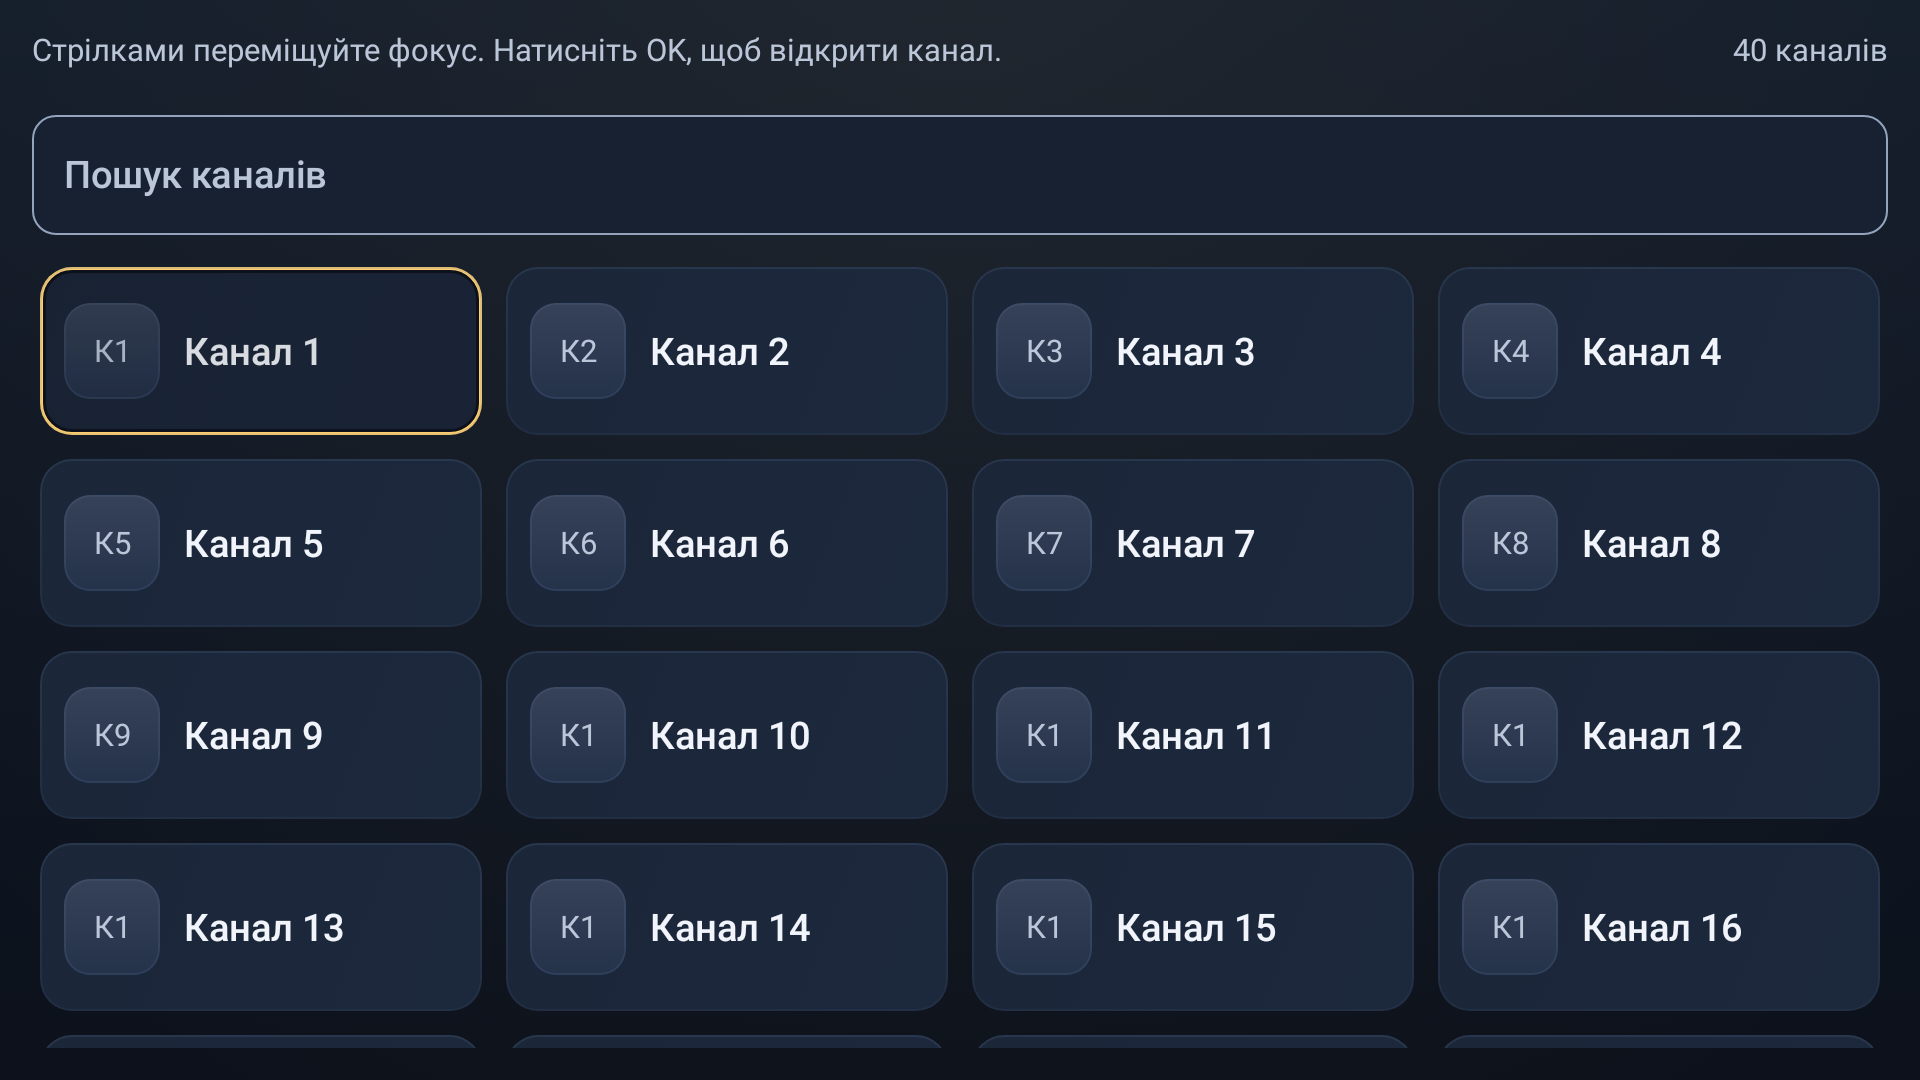 Стрілками переміщуйте фокус. Натисніть OK, щоб відкрити канал.
40 каналів
Пошук каналів
К1 Канал 1
К2 Канал 2
К3 Канал 3
К4 Канал 4
К5 Канал 5
К6 Канал 6
К7 Канал 7
К8 Канал 8
К9 Канал 9
К1 Канал 10
К1 Канал 11
К1 Канал 12
К1 Канал 13
К1 Канал 14
К1 Канал 15
К1 Канал 16